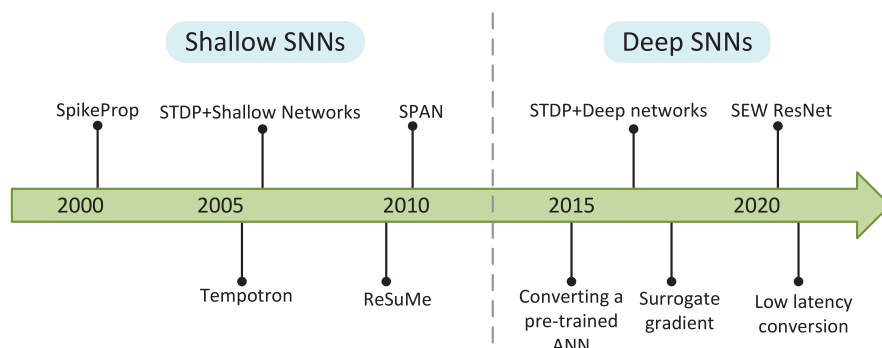 Shallow SNNs
Deep SNNs
SpikeProp
STDP+Shallow Networks
SPAN
STDP+Deep networks
SEW ResNet
2000
2005
2010
2015
2020
Tempotron
ReSuMe
Converting a
pre-trained
ANN
Surrogate
gradient
Low latency
conversion